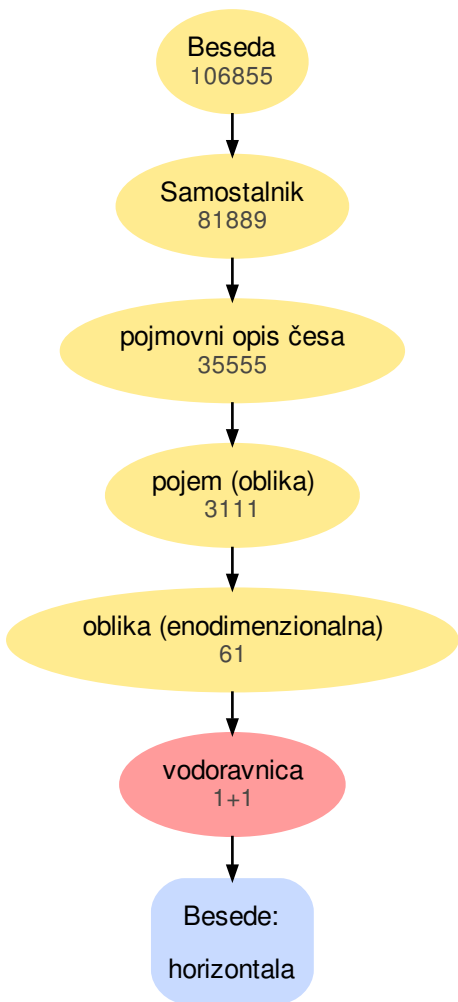 Beseda
106855
Samostalnik
81889
pojmovni opis česa
35555
pojem (oblika)
3111
oblika (enodimenzionalna)
61
vodoravnica
1+1
Besede:
horizontala